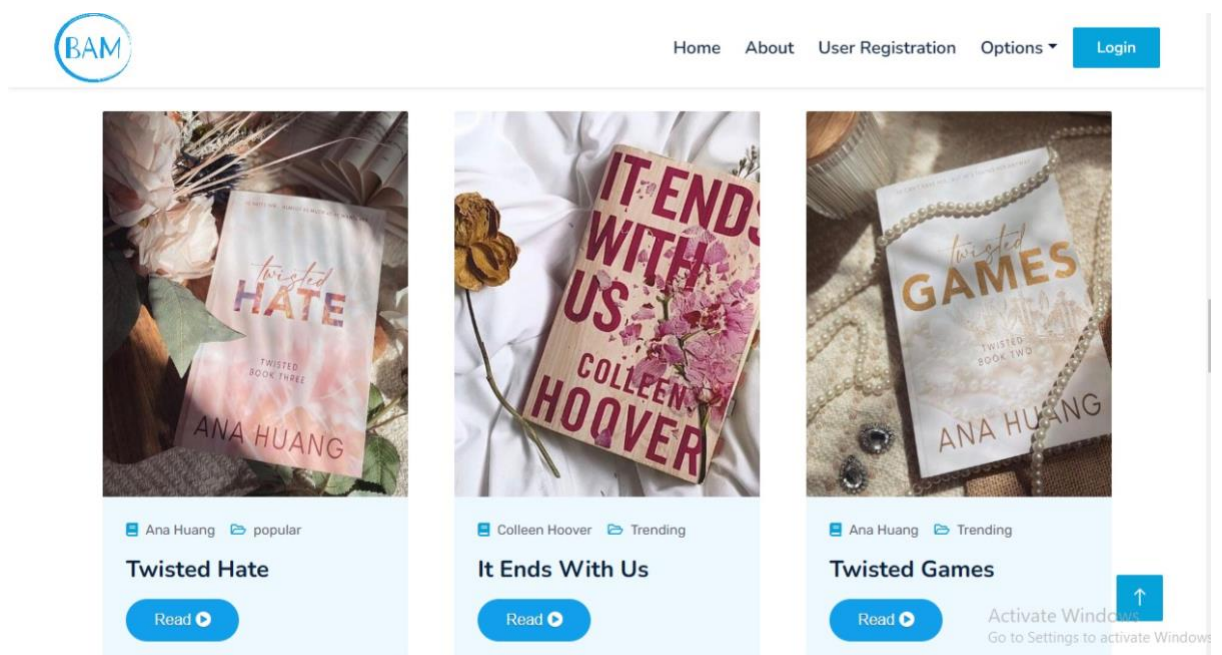 BAM
Home About User Registration Options Login
twisted
HATE
TWISTED
BOOK THREE
ANA HUANG
IT ENDS
WITH
US
COLLEEN
HOOVER
twisted
GAMES
TWISTED
BOOK TWO
ANA HUANG
Ana Huang popular
Twisted Hate
Read
Colleen Hoover Trending
It Ends With Us
Read
Ana Huang Trending
Twisted Games
Read
Activate Windows
Go to Settings to activate Windows